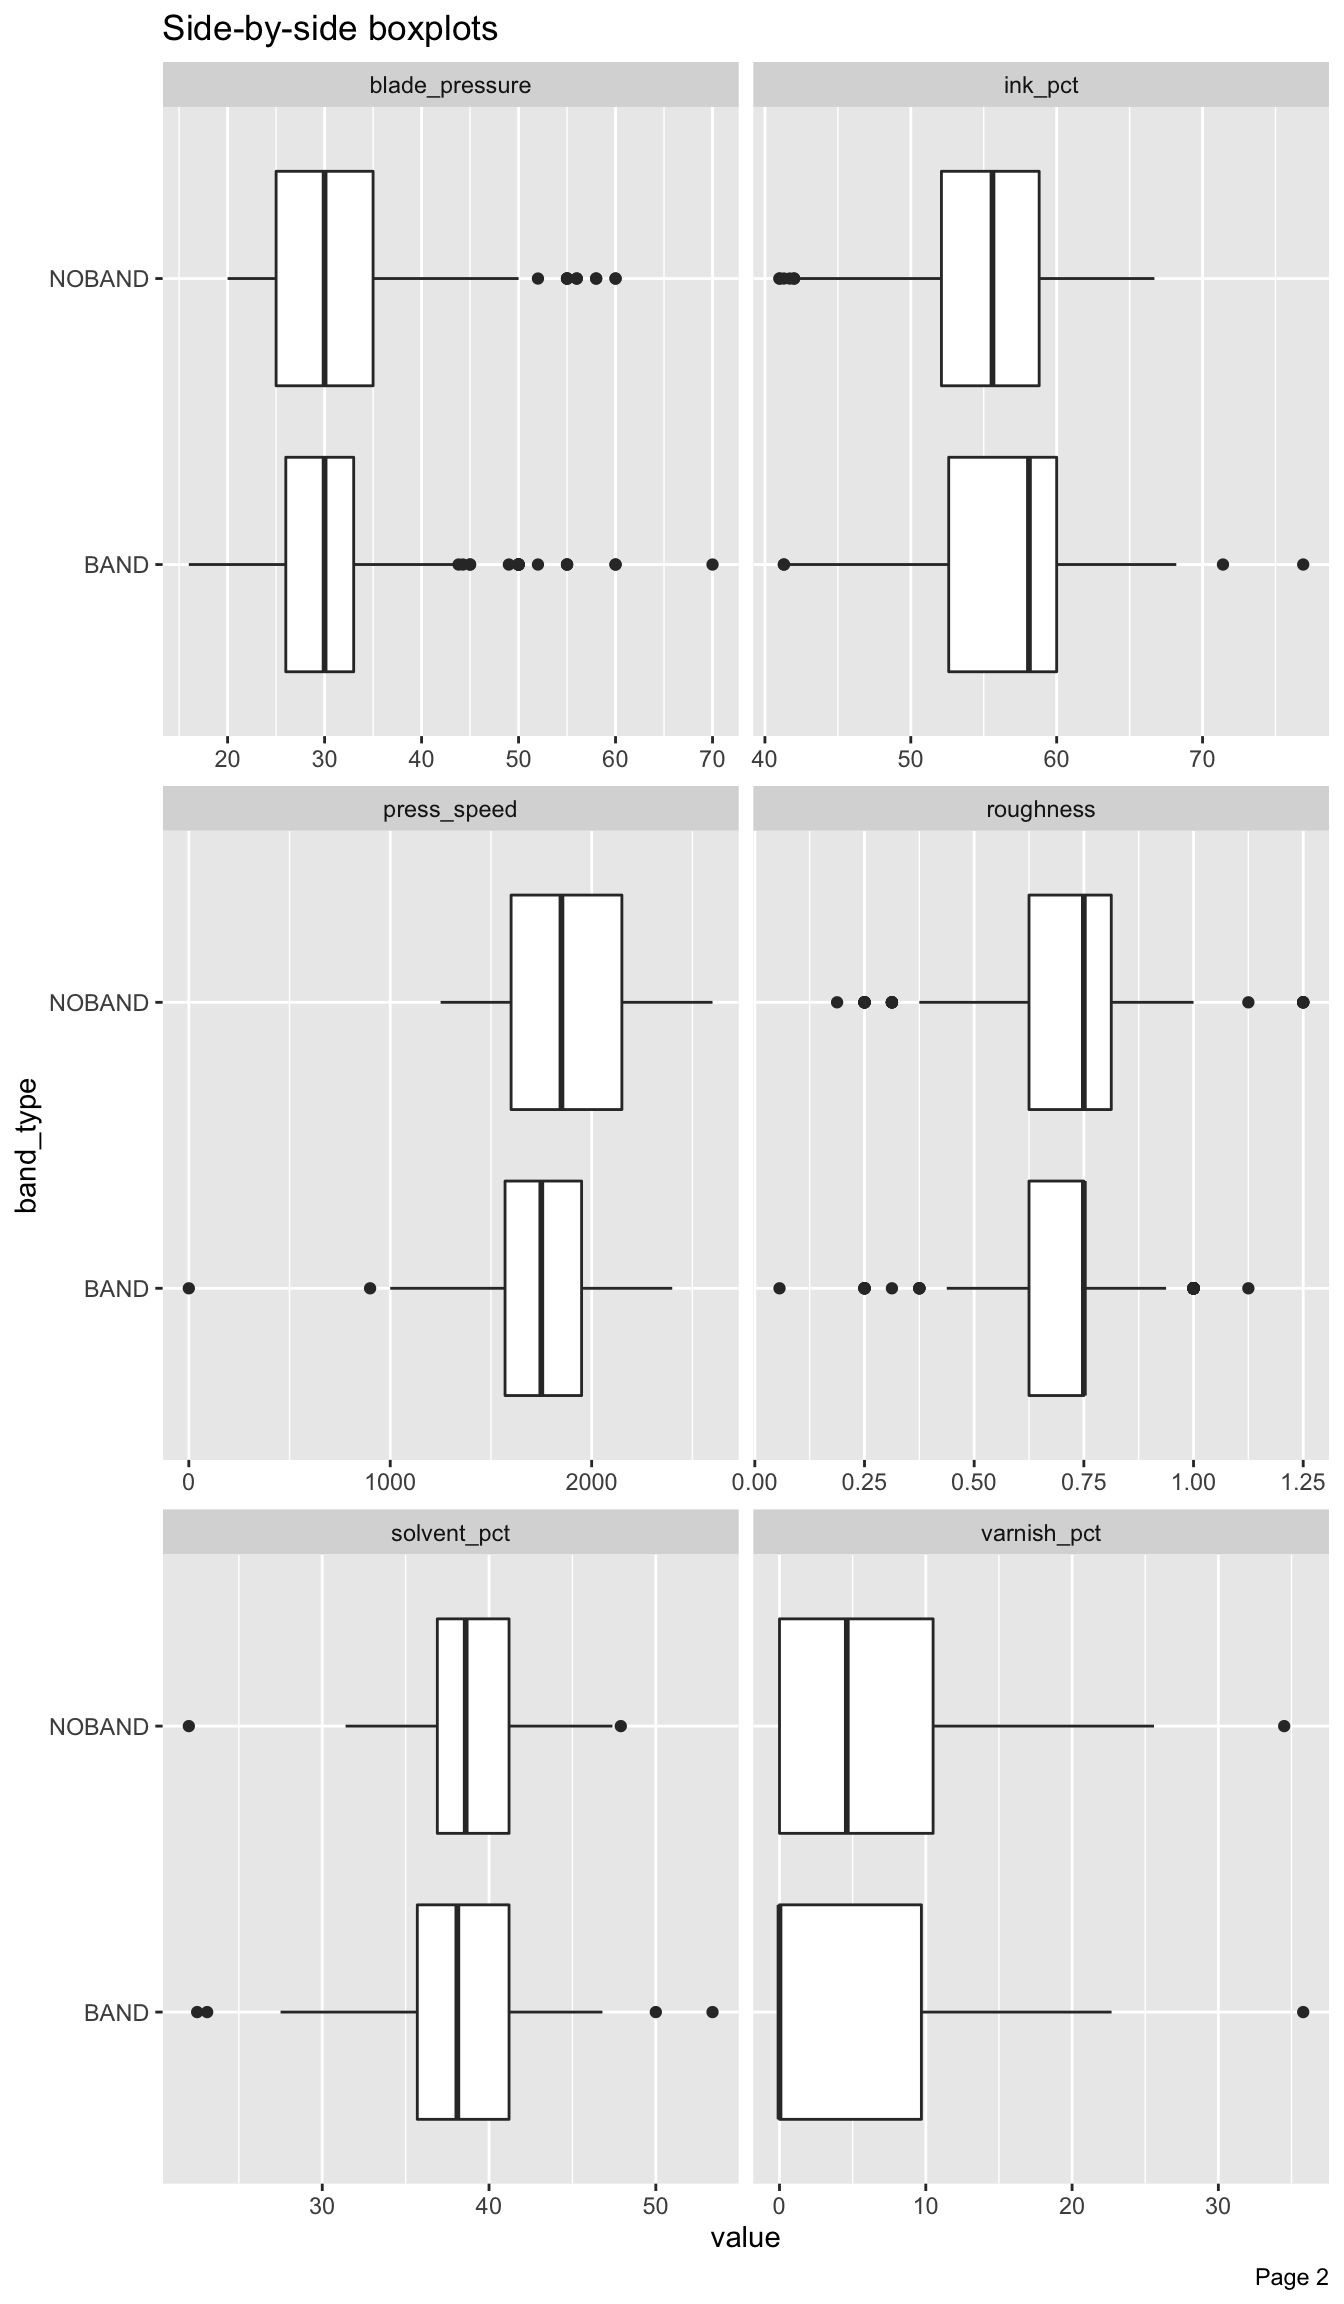 Side-by-side boxplots
blade_pressure
ink_pct
NOBAND
BAND
20 30 40 50 60 70
40 50 60 70
press_speed
roughness
NOBAND
BAND
0 1000 2000
0.00 0.25 0.50 0.75 1.00 1.25
solvent_pct
varnish_pct
NOBAND
BAND
30 40 50
0 10 20 30
band_type
value
Page 2